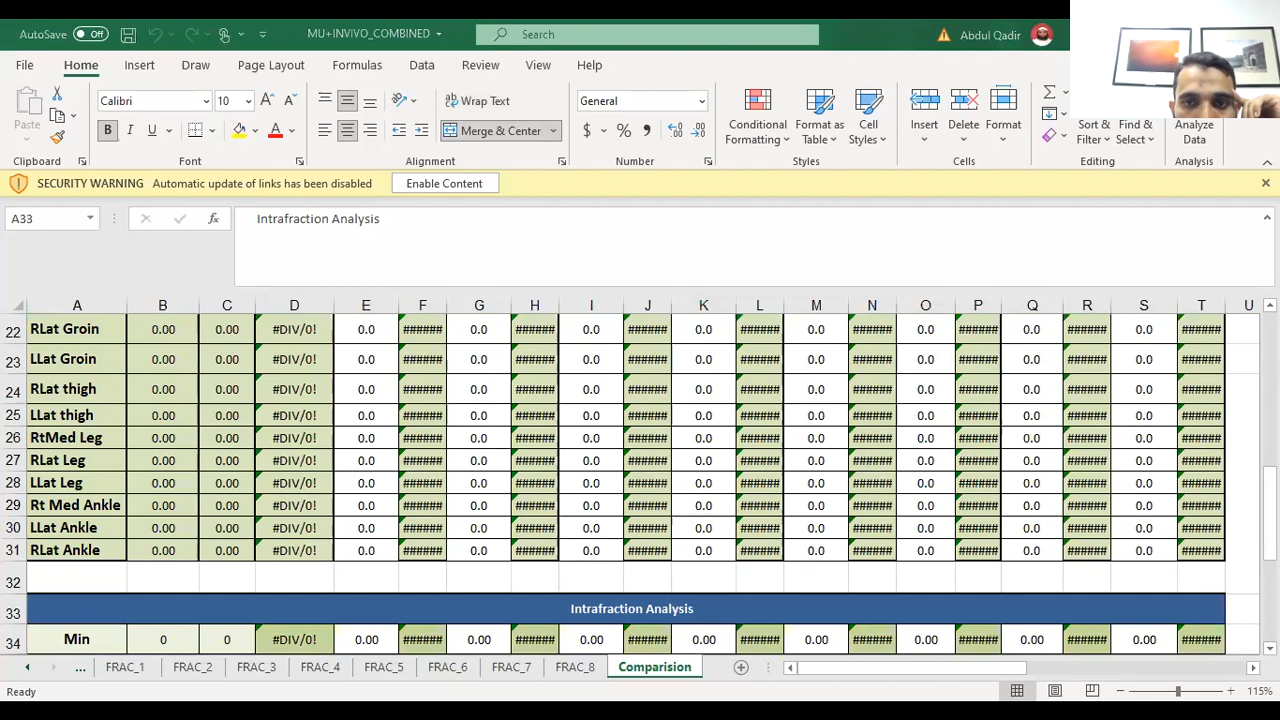 AutoSave Off MU+INVIVO_COMBINED Search Abdul Qadir
File Home Insert Draw Page Layout Formulas Data Review View Help
Paste Calibri 10 Wrap Text General Conditional Formatting Format as Table Cell Styles Insert Delete Format Sort & Filter Find & Select Analyze Data
B I U A Merge & Center $ % 9
Clipboard Font Alignment Number Styles Cells Editing Analysis
SECURITY WARNING Automatic update of links has been disabled Enable Content
A33 fx Intrafraction Analysis
A B C D E F G H I J K L M N O P Q R S T U
22 RLat Groin 0.00 0.00 #DIV/0! 0.0 ###### 0.0 ###### 0.0 ###### 0.0 ###### 0.0 ###### 0.0 ###### 0.0 ###### 0.0 ######
23 LLat Groin 0.00 0.00 #DIV/0! 0.0 ###### 0.0 ###### 0.0 ###### 0.0 ###### 0.0 ###### 0.0 ###### 0.0 ###### 0.0 ######
24 RLat thigh 0.00 0.00 #DIV/0! 0.0 ###### 0.0 ###### 0.0 ###### 0.0 ###### 0.0 ###### 0.0 ###### 0.0 ###### 0.0 ######
25 LLat thigh 0.00 0.00 #DIV/0! 0.0 ###### 0.0 ###### 0.0 ###### 0.0 ###### 0.0 ###### 0.0 ###### 0.0 ###### 0.0 ######
26 RtMed Leg 0.00 0.00 #DIV/0! 0.0 ###### 0.0 ###### 0.0 ###### 0.0 ###### 0.0 ###### 0.0 ###### 0.0 ###### 0.0 ######
27 RLat Leg 0.00 0.00 #DIV/0! 0.0 ###### 0.0 ###### 0.0 ###### 0.0 ###### 0.0 ###### 0.0 ###### 0.0 ###### 0.0 ######
28 LLat Leg 0.00 0.00 #DIV/0! 0.0 ###### 0.0 ###### 0.0 ###### 0.0 ###### 0.0 ###### 0.0 ###### 0.0 ###### 0.0 ######
29 Rt Med Ankle 0.00 0.00 #DIV/0! 0.0 ###### 0.0 ###### 0.0 ###### 0.0 ###### 0.0 ###### 0.0 ###### 0.0 ###### 0.0 ######
30 LLat Ankle 0.00 0.00 #DIV/0! 0.0 ###### 0.0 ###### 0.0 ###### 0.0 ###### 0.0 ###### 0.0 ###### 0.0 ###### 0.0 ######
31 RLat Ankle 0.00 0.00 #DIV/0! 0.0 ###### 0.0 ###### 0.0 ###### 0.0 ###### 0.0 ###### 0.0 ###### 0.0 ###### 0.0 ######
32
33 Intrafraction Analysis
34 Min 0 0 #DIV/0! 0.00 ###### 0.00 ###### 0.00 ###### 0.00 ###### 0.00 ###### 0.00 ###### 0.00 ###### 0.00 ######
... FRAC_1 FRAC_2 FRAC_3 FRAC_4 FRAC_5 FRAC_6 FRAC_7 FRAC_8 Comparision
Ready 115%